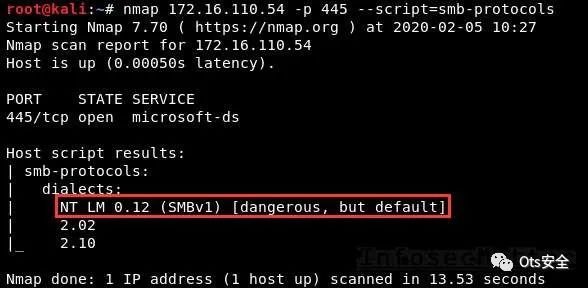 root@kali:~# nmap 172.16.110.54 -p 445 --script=smb-protocols
Starting Nmap 7.70 ( https://nmap.org ) at 2020-02-05 10:27
Nmap scan report for 172.16.110.54
Host is up (0.00050s latency).
PORT    STATE SERVICE
445/tcp open  microsoft-ds
Host script results:
| smb-protocols:
|   dialects:
|     NT LM 0.12 (SMBv1) [dangerous, but default]
|     2.02
|_    2.10
Ots安全
Nmap done: 1 IP address (1 host up) scanned in 13.53 seconds